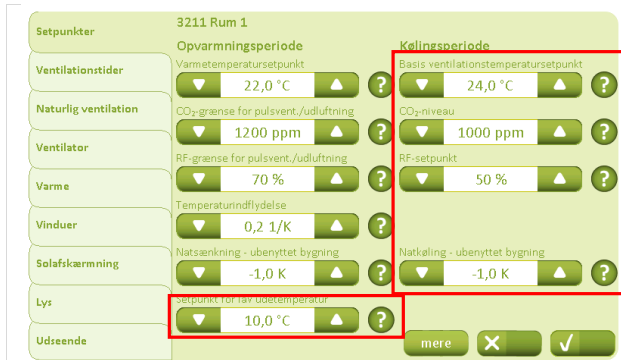 Setpunkter
Ventilationstider
Naturlig ventilation
Ventilator
Varme
Vinduer
Solafskærmning
Lys
Udseende
3211 Rum 1
Opvarmningsperiode
Varmetemperatursetpunkt
22,0 °C
?
CO₂-grænse for pulsvent./udluftning
1200 ppm
?
RF-grænse for pulsvent./udluftning
70 %
?
Temperaturindflydelse
0,2 1/K
?
Natsænkning - ubenyttet bygning
-1,0 K
?
Setpunkt for lav udetemperatur
10,0 °C
?
Kølingsperiode
Basis ventilationstemperatursetpunkt
24,0 °C
?
CO₂-niveau
1000 ppm
?
RF-setpunkt
50 %
?
Natkøling - ubenyttet bygning
-1,0 K
?
mere